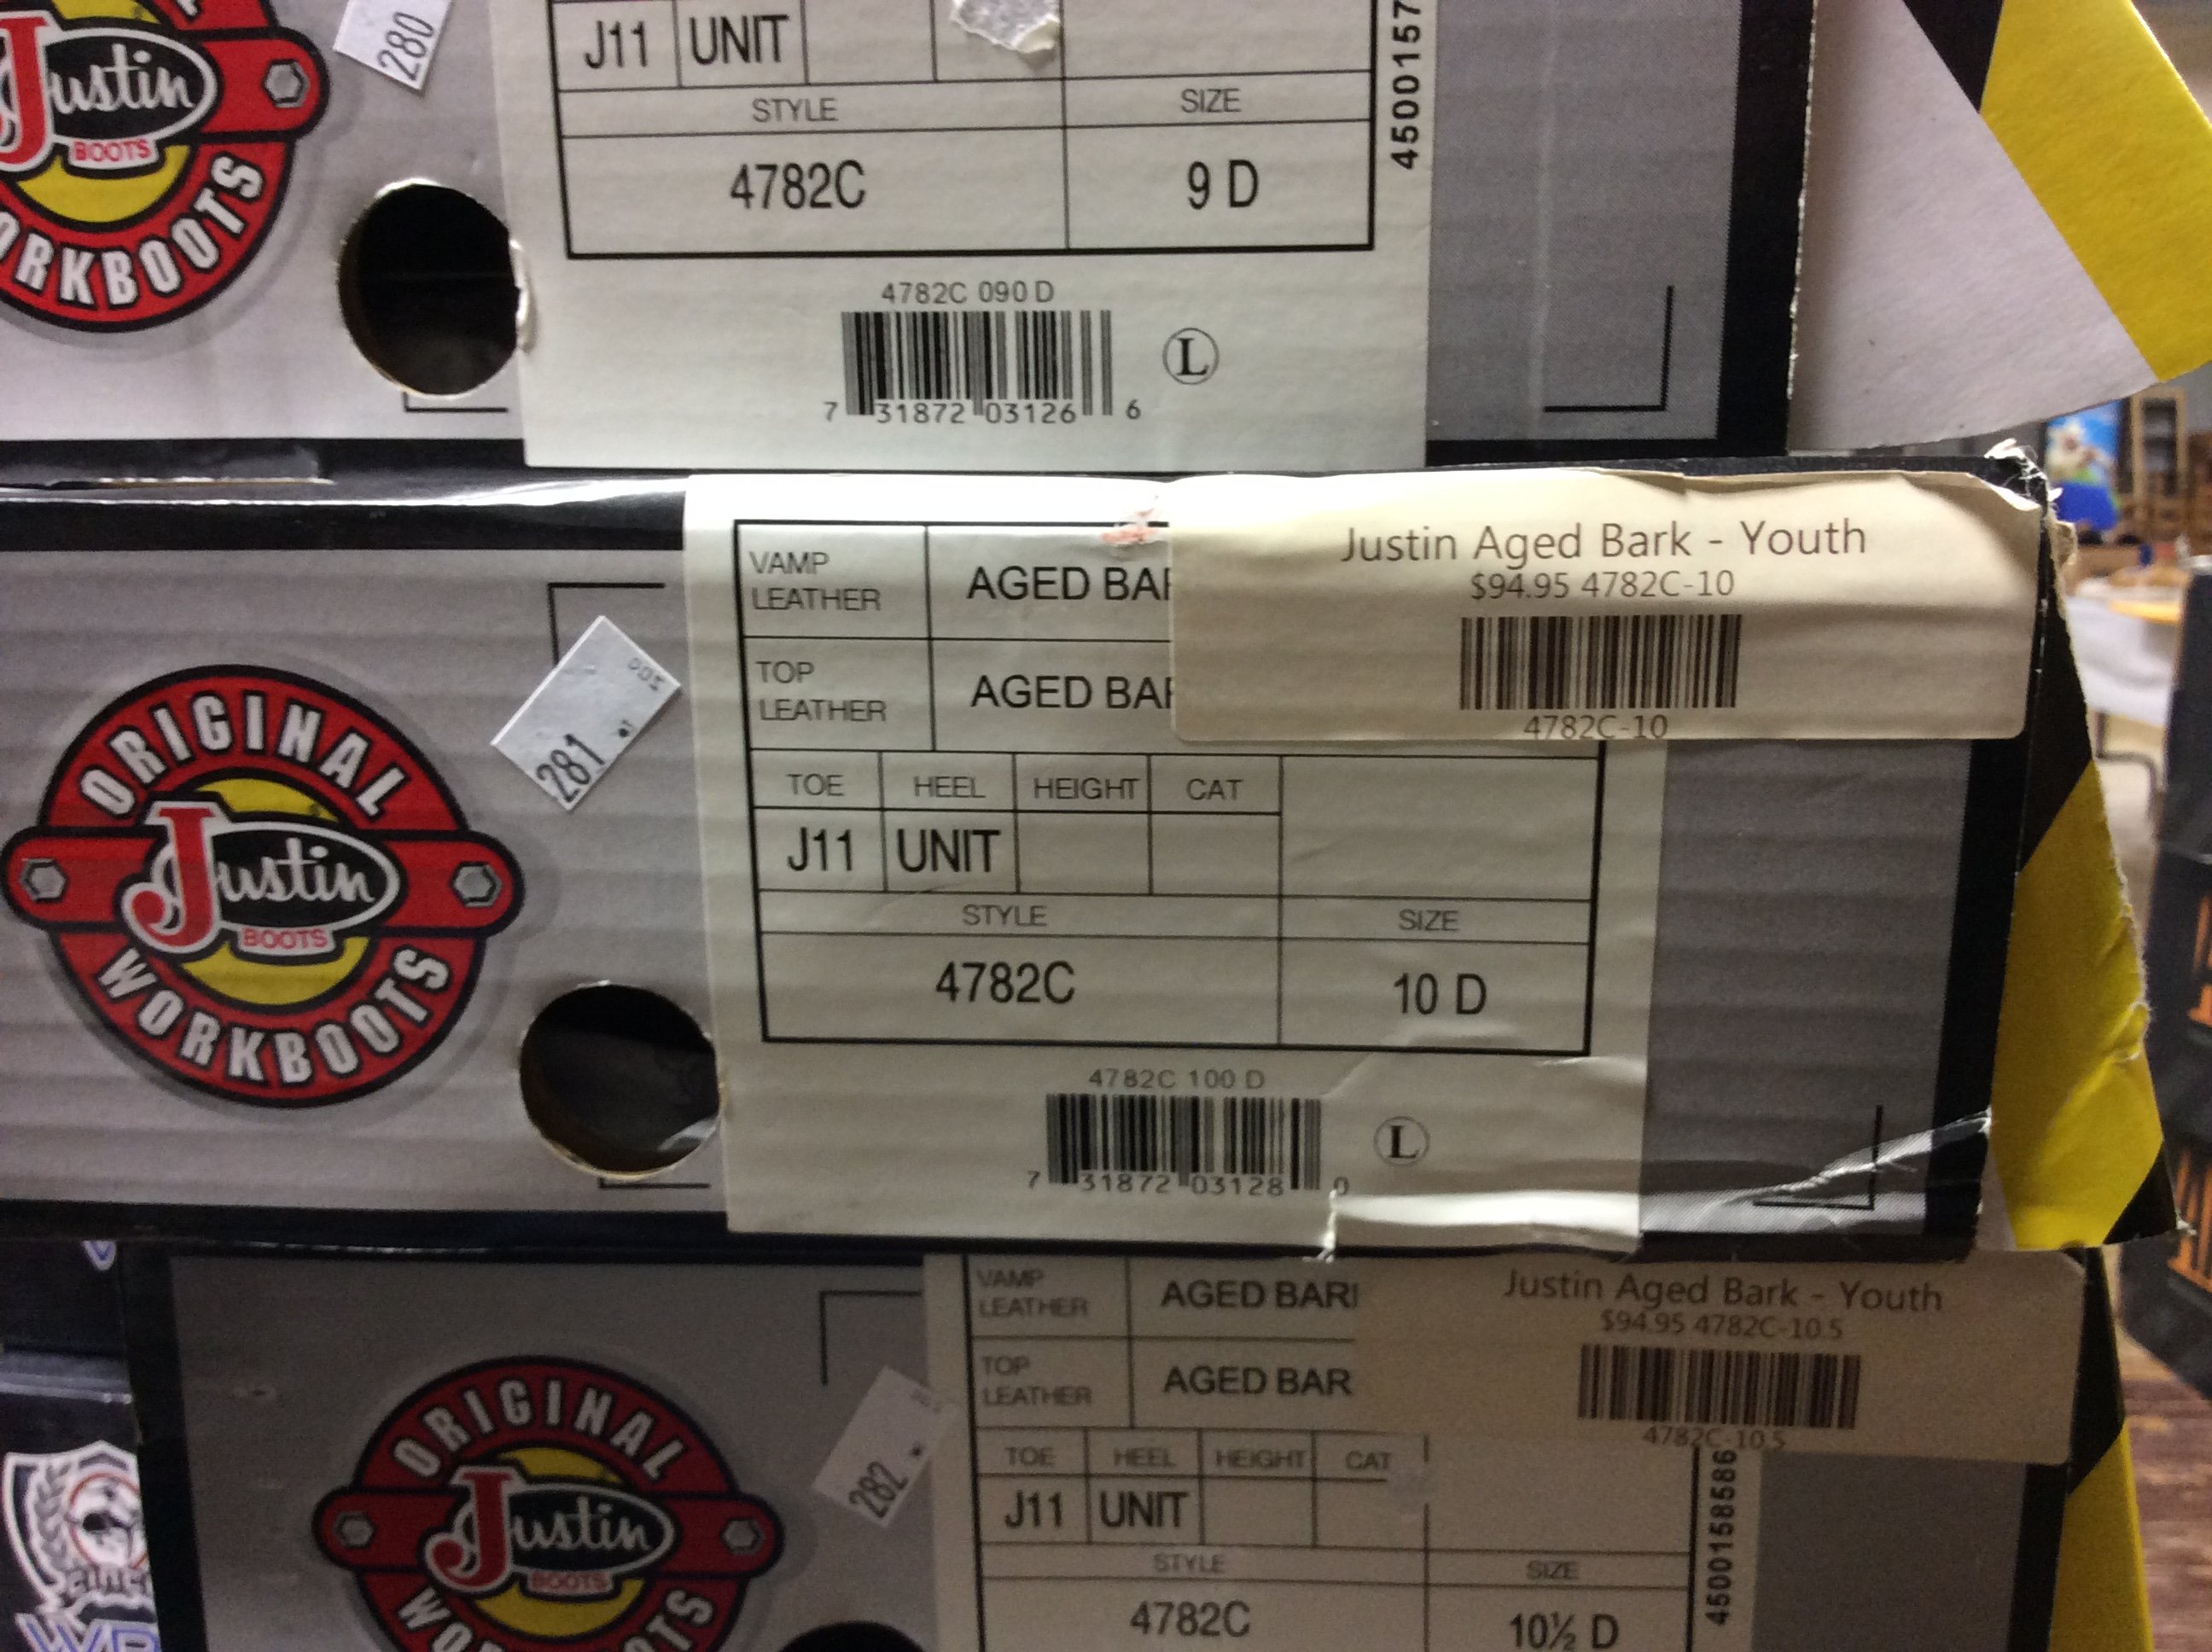 Justin
BOOTS
ORKBOOTS
280
J11 UNIT
STYLE SIZE
4782C 9 D
4500157
4782C 090 D
7 31872 03126 6
L
ORIGINAL
Justin
BOOTS
WORKBOOTS
281
VAMP LEATHER AGED BAR
TOP LEATHER AGED BAR
Justin Aged Bark - Youth
$94.95 4782C-10
4782C-10
TOE HEEL HEIGHT CAT
J11 UNIT
STYLE SIZE
4782C 10 D
4782C 100 D
7 31872 03128 0
L
ORIGINAL
Justin
BOOTS
282
VAMP LEATHER AGED BAR
TOP LEATHER AGED BAR
Justin Aged Bark - Youth
$94.95 4782C-10.5
4782C-10.5
TOE HEEL HEIGHT CAT
J11 UNIT
STYLE SIZE
4782C 10½ D
4500158586